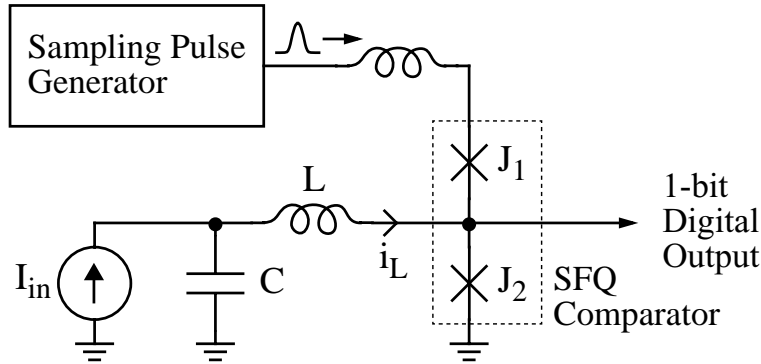 Sampling Pulse
Generator
J1
L
1-bit
Digital
Output
iL
Iin
C
J2
SFQ
Comparator